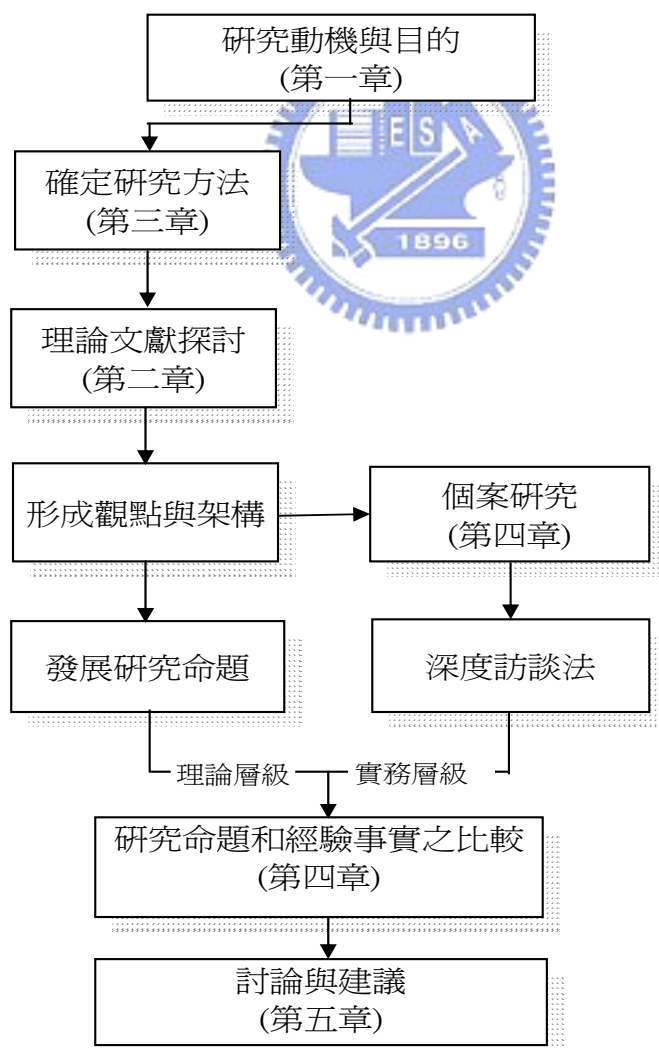 研究動機與目的
(第一章)
E S A
1896
確定研究方法
(第三章)
理論文獻探討
(第二章)
形成觀點與架構
個案研究
(第四章)
發展研究命題
深度訪談法
理論層級
實務層級
研究命題和經驗事實之比較
(第四章)
討論與建議
(第五章)